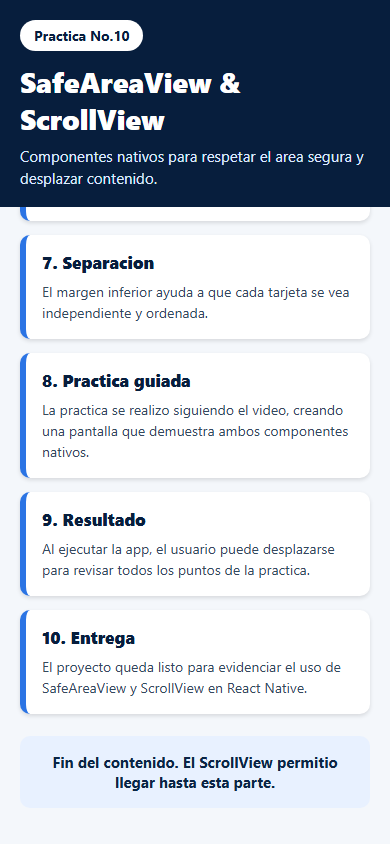 Practica No.10
SafeAreaView &
ScrollView
Componentes nativos para respetar el area segura y
desplazar contenido.
7. Separacion
El margen inferior ayuda a que cada tarjeta se vea
independiente y ordenada.
8. Practica guiada
La practica se realizo siguiendo el video, creando
una pantalla que demuestra ambos componentes
nativos.
9. Resultado
Al ejecutar la app, el usuario puede desplazarse
para revisar todos los puntos de la practica.
10. Entrega
El proyecto queda listo para evidenciar el uso de
SafeAreaView y ScrollView en React Native.
Fin del contenido. El ScrollView permitio
llegar hasta esta parte.